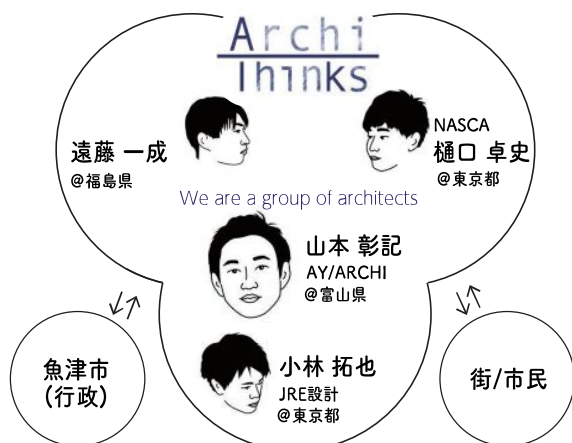 Archi
Thinks
遠藤 一成
@福島県
NASCA
樋口 卓史
@東京都
We are a group of architects
山本 彰記
AY/ARCHI
@富山県
小林 拓也
JRE設計
@東京都
魚津市
(行政)
街/市民